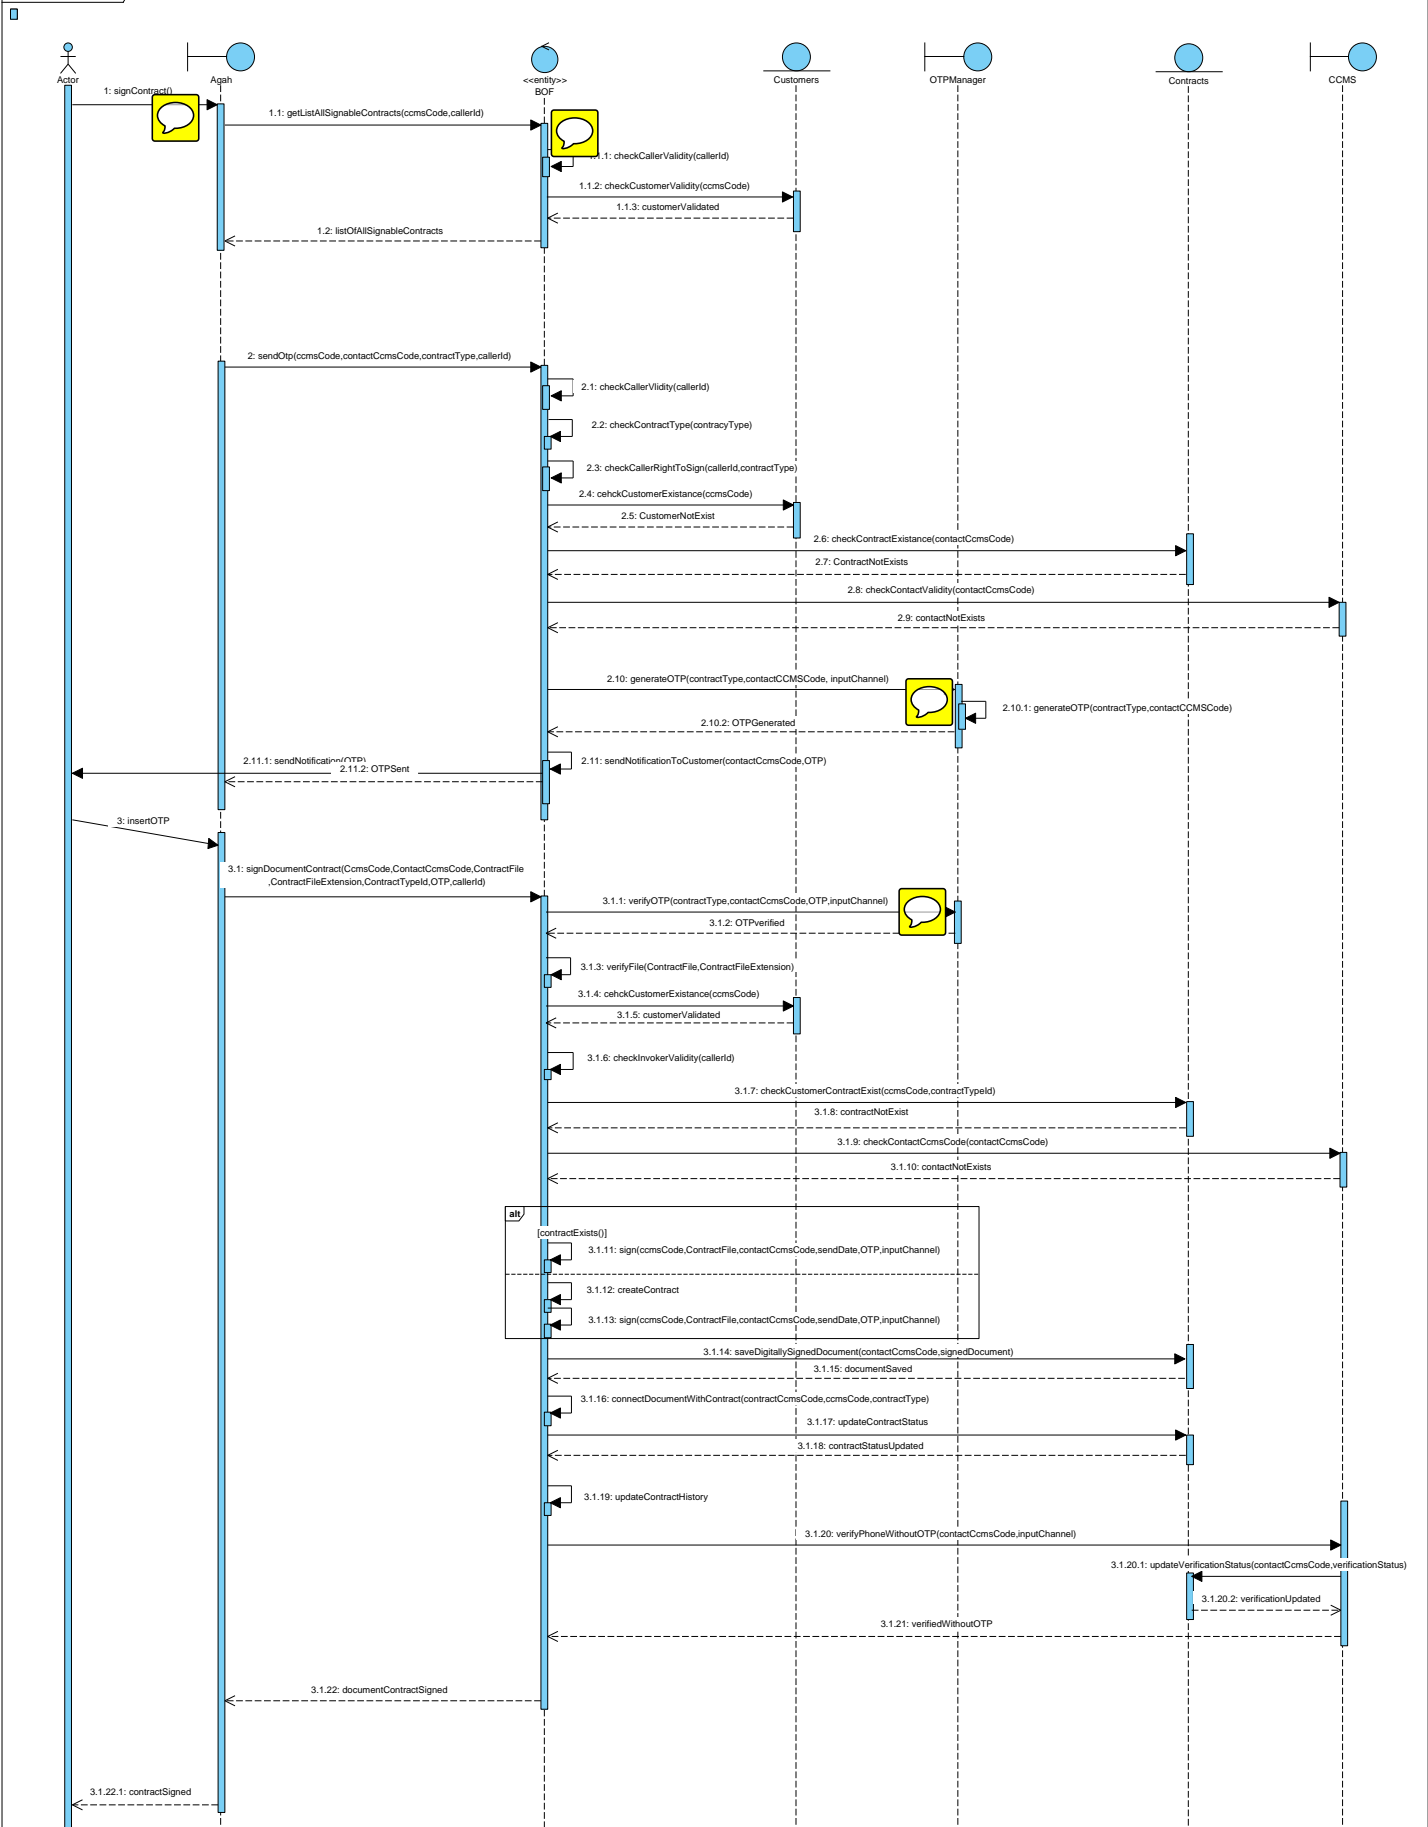 Actor
Agah
<<entity>>
BOF
Customers
OTPManager
Contracts
CCMS
1: signContract()
1.1: getListAllSignableContracts(ccmsCode,callerId)
1.1.1: checkCallerValidity(callerId)
1.1.2: checkCustomerValidity(ccmsCode)
1.1.3: customerValidated
1.2: listOfAllSignableContracts
2: sendOtp(ccmsCode,contactCcmsCode,contractType,callerId)
2.1: checkCallerVlidity(callerId)
2.2: checkContractType(contracyType)
2.3: checkCallerRightToSign(callerId,contractType)
2.4: cehckCustomerExistance(ccmsCode)
2.5: CustomerNotExist
2.6: checkContractExistance(contactCcmsCode)
2.7: ContractNotExists
2.8: checkContactValidity(contactCcmsCode)
2.9: contactNotExists
2.10: generateOTP(contractType,contactCCMSCode, inputChannel)
2.10.1: generateOTP(contractType,contactCCMSCode)
2.10.2: OTPGenerated
2.11: sendNotificationToCustomer(contactCcmsCode,OTP)
2.11.1: sendNotification(OTP)
2.11.2: OTPSent
3: insertOTP
3.1: signDocumentContract(CcmsCode,ContactCcmsCode,ContractFile
,ContractFileExtension,ContractTypeId,OTP,callerId)
3.1.1: verifyOTP(contractType,contactCcmsCode,OTP,inputChannel)
3.1.2: OTPverified
3.1.3: verifyFile(ContractFile,ContractFileExtension)
3.1.4: cehckCustomerExistance(ccmsCode)
3.1.5: customerValidated
3.1.6: checkInvokerValidity(callerId)
3.1.7: checkCustomerContractExist(ccmsCode,contractTypeId)
3.1.8: contractNotExist
3.1.9: checkContactCcmsCode(contactCcmsCode)
3.1.10: contactNotExists
alt
[contractExists()]
3.1.11: sign(ccmsCode,ContractFile,contactCcmsCode,sendDate,OTP,inputChannel)
3.1.12: createContract
3.1.13: sign(ccmsCode,ContractFile,contactCcmsCode,sendDate,OTP,inputChannel)
3.1.14: saveDigitallySignedDocument(contactCcmsCode,signedDocument)
3.1.15: documentSaved
3.1.16: connectDocumentWithContract(contractCcmsCode,ccmsCode,contractType)
3.1.17: updateContractStatus
3.1.18: contractStatusUpdated
3.1.19: updateContractHistory
3.1.20: verifyPhoneWithoutOTP(contactCcmsCode,inputChannel)
3.1.20.1: updateVerificationStatus(contactCcmsCode,verificationStatus)
3.1.20.2: verificationUpdated
3.1.21: verifiedWithoutOTP
3.1.22: documentContractSigned
3.1.22.1: contractSigned